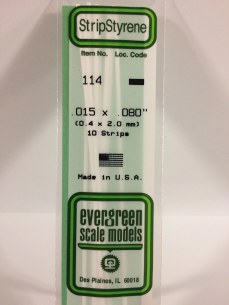 StripStyrene
Item No. Loc. Code
114
.015 x .080"
(0.4 x 2.0 mm)
10 Strips
Made in U.S.A.
evergreen
scale models
Des Plaines, IL 60018